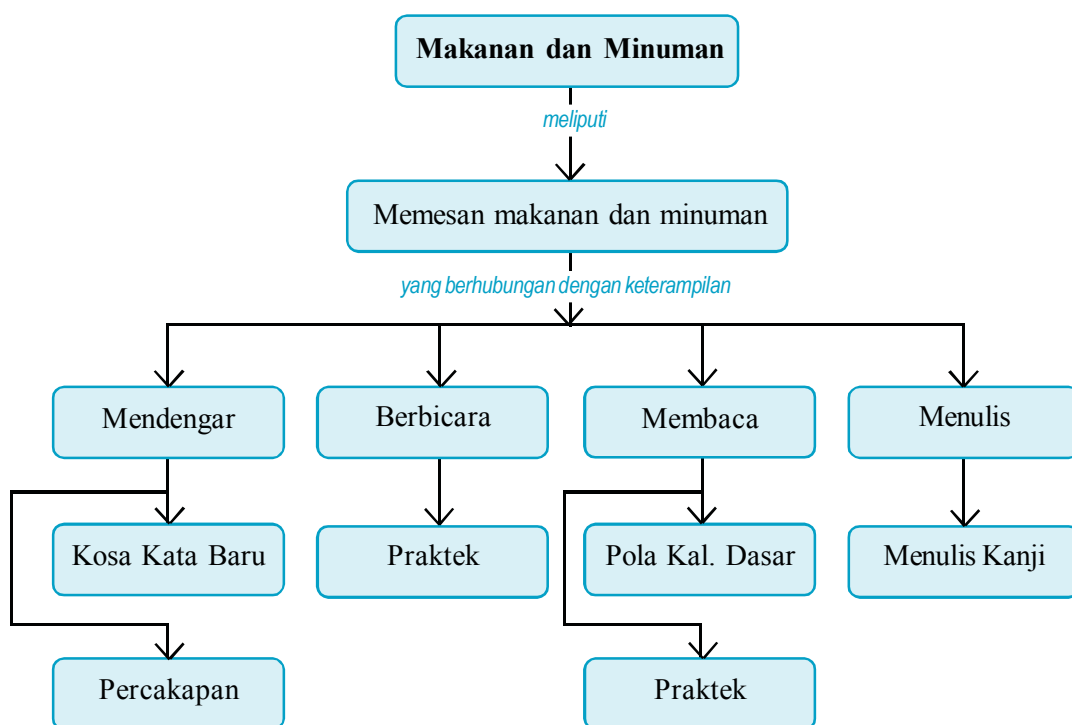 Makanan dan Minuman
meliputi
Memesan makanan dan minuman
yang berhubungan dengan keterampilan
Mendengar
Berbicara
Membaca
Menulis
Kosa Kata Baru
Praktek
Pola Kal. Dasar
Menulis Kanji
Percakapan
Praktek